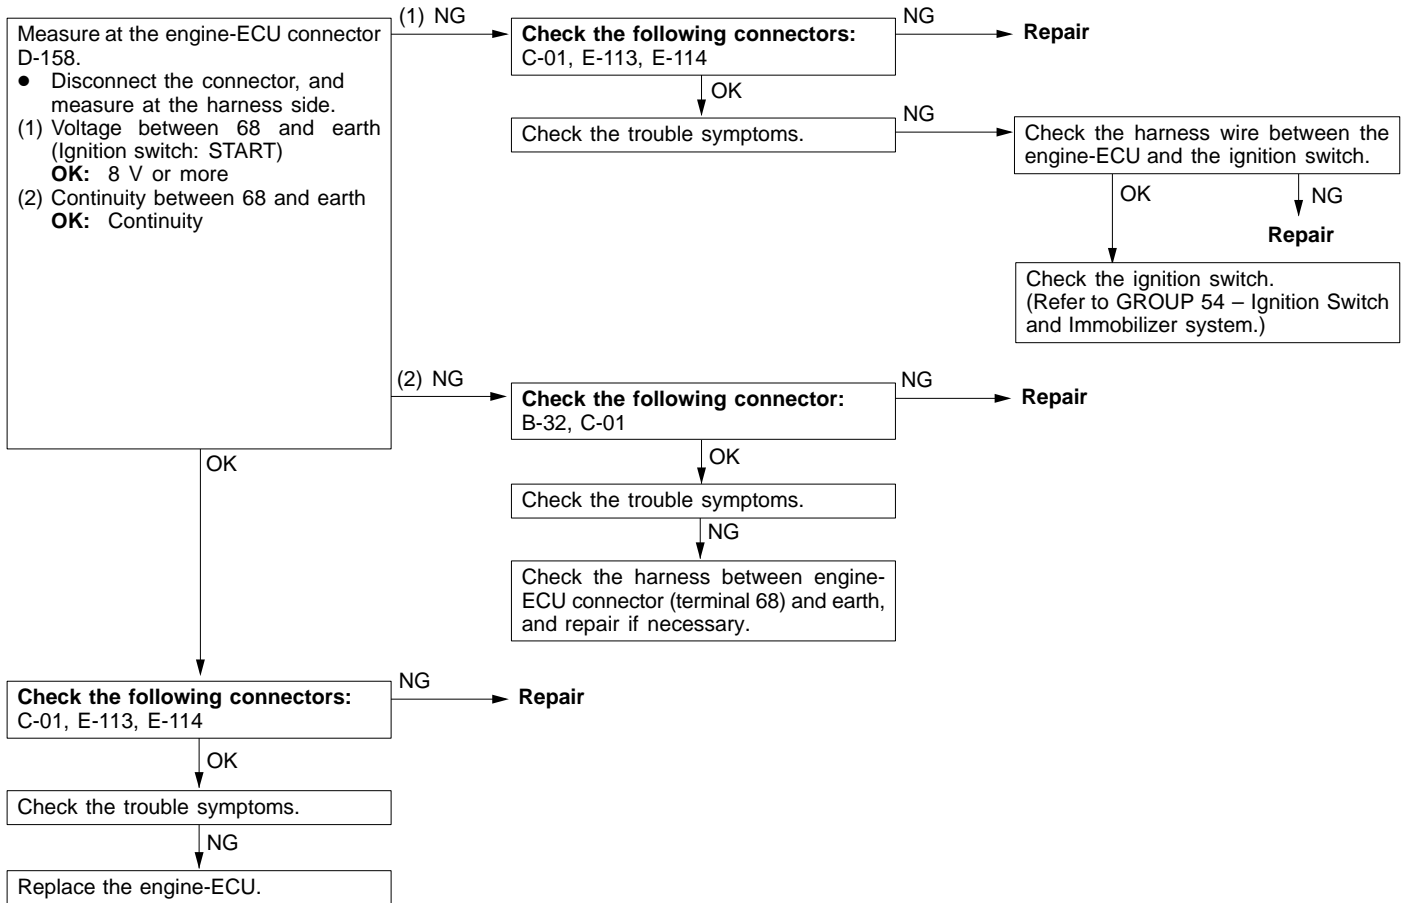 Measure at the engine-ECU connector
D-158.
● Disconnect the connector, and
measure at the harness side.
(1) Voltage between 68 and earth
(Ignition switch: START)
OK: 8 V or more
(2) Continuity between 68 and earth
OK: Continuity
(1) NG
Check the following connectors:
C-01, E-113, E-114
NG
Repair
OK
Check the trouble symptoms.
NG
Check the harness wire between the
engine-ECU and the ignition switch.
OK
NG
Repair
Check the ignition switch.
(Refer to GROUP 54 – Ignition Switch
and Immobilizer system.)
(2) NG
Check the following connector:
B-32, C-01
NG
Repair
OK
Check the trouble symptoms.
NG
Check the harness between engine-
ECU connector (terminal 68) and earth,
and repair if necessary.
OK
Check the following connectors:
C-01, E-113, E-114
NG
Repair
OK
Check the trouble symptoms.
NG
Replace the engine-ECU.